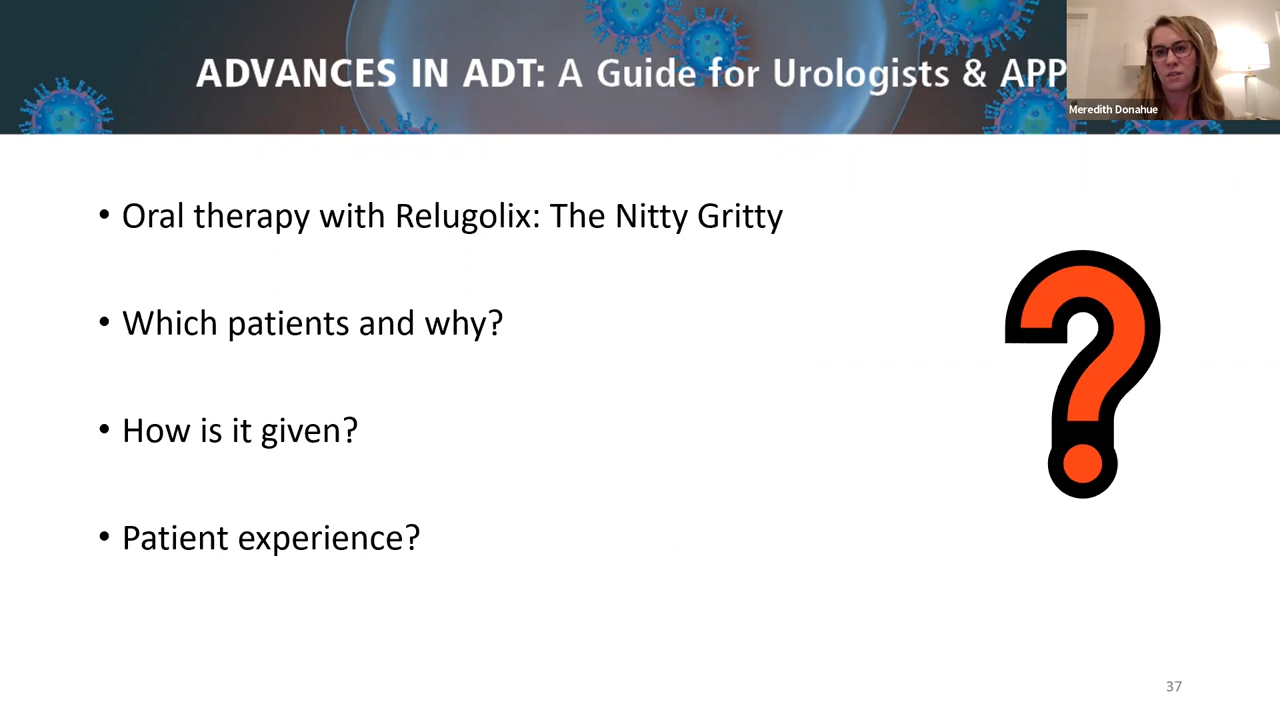 ADVANCES IN ADT: A Guide for Urologists & APP
Meredith Donahue
• Oral therapy with Relugolix: The Nitty Gritty
• Which patients and why?
• How is it given?
• Patient experience?
37